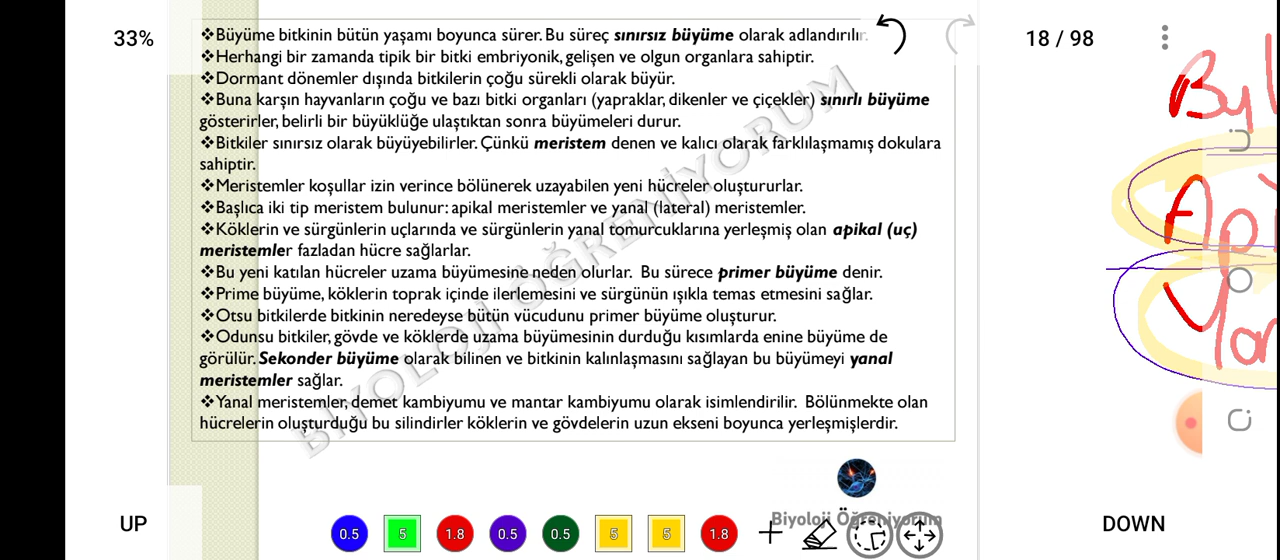 33%
18 / 98
❖Büyüme bitkinin bütün yaşamı boyunca sürer. Bu süreç sınırsız büyüme olarak adlandırılır.
❖Herhangi bir zamanda tipik bir bitki embriyonik, gelişen ve olgun organlara sahiptir.
❖Dormant dönemler dışında bitkilerin çoğu sürekli olarak büyür.
❖Buna karşın hayvanların çoğu ve bazı bitki organları (yapraklar, dikenler ve çiçekler) sınırlı büyüme
gösterirler, belirli bir büyüklüğe ulaştıktan sonra büyümeleri durur.
❖Bitkiler sınırsız olarak büyüyebilirler. Çünkü meristem denen ve kalıcı olarak farklılaşmamış dokulara
sahiptir.
❖Meristemler koşullar izin verince bölünerek uzayabilen yeni hücreler oluştururlar.
❖Başlıca iki tip meristem bulunur: apikal meristemler ve yanal (lateral) meristemler.
❖Köklerin ve sürgünlerin uçlarında ve sürgünlerin yanal tomurcuklarına yerleşmiş olan apikal (uç)
meristemler fazladan hücre sağlarlar.
❖Bu yeni katılan hücreler uzama büyümesine neden olurlar. Bu sürece primer büyüme denir.
❖Prime büyüme, köklerin toprak içinde ilerlemesini ve sürgünün ışıkla temas etmesini sağlar.
❖Otsu bitkilerde bitkinin neredeyse bütün vücudunu primer büyüme oluşturur.
❖Odunsu bitkiler, gövde ve köklerde uzama büyümesinin durduğu kısımlarda enine büyüme de
görülür. Sekonder büyüme olarak bilinen ve bitkinin kalınlaşmasını sağlayan bu büyümeyi yanal
meristemler sağlar.
❖Yanal meristemler, demet kambiyumu ve mantar kambiyumu olarak isimlendirilir. Bölünmekte olan
hücrelerin oluşturduğu bu silindirler köklerin ve gövdelerin uzun ekseni boyunca yerleşmişlerdir.
BİYOLOJİ ÖĞRENİYORUM
Biyoloji Öğreniyorum
UP
0.5 5 1.8 0.5 0.5 5 5 1.8
DOWN